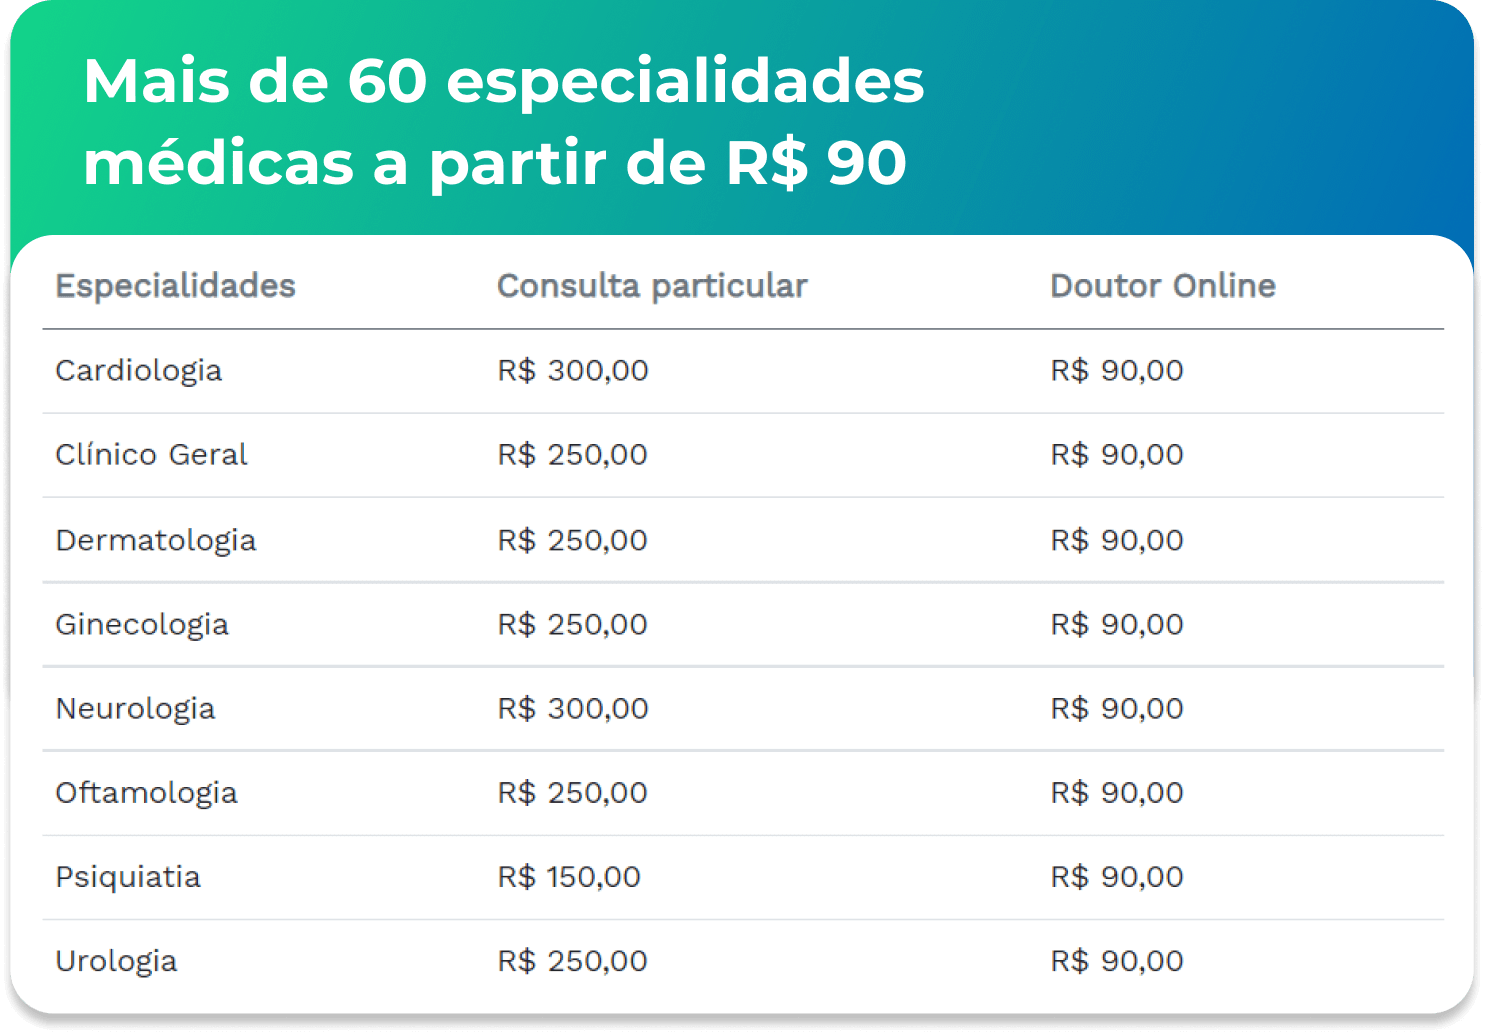 Mais de 60 especialidades
médicas a partir de R$ 90
Especialidades Consulta particular Doutor Online
Cardiologia R$ 300,00 R$ 90,00
Clínico Geral R$ 250,00 R$ 90,00
Dermatologia R$ 250,00 R$ 90,00
Ginecologia R$ 250,00 R$ 90,00
Neurologia R$ 300,00 R$ 90,00
Oftamologia R$ 250,00 R$ 90,00
Psiquiatia R$ 150,00 R$ 90,00
Urologia R$ 250,00 R$ 90,00